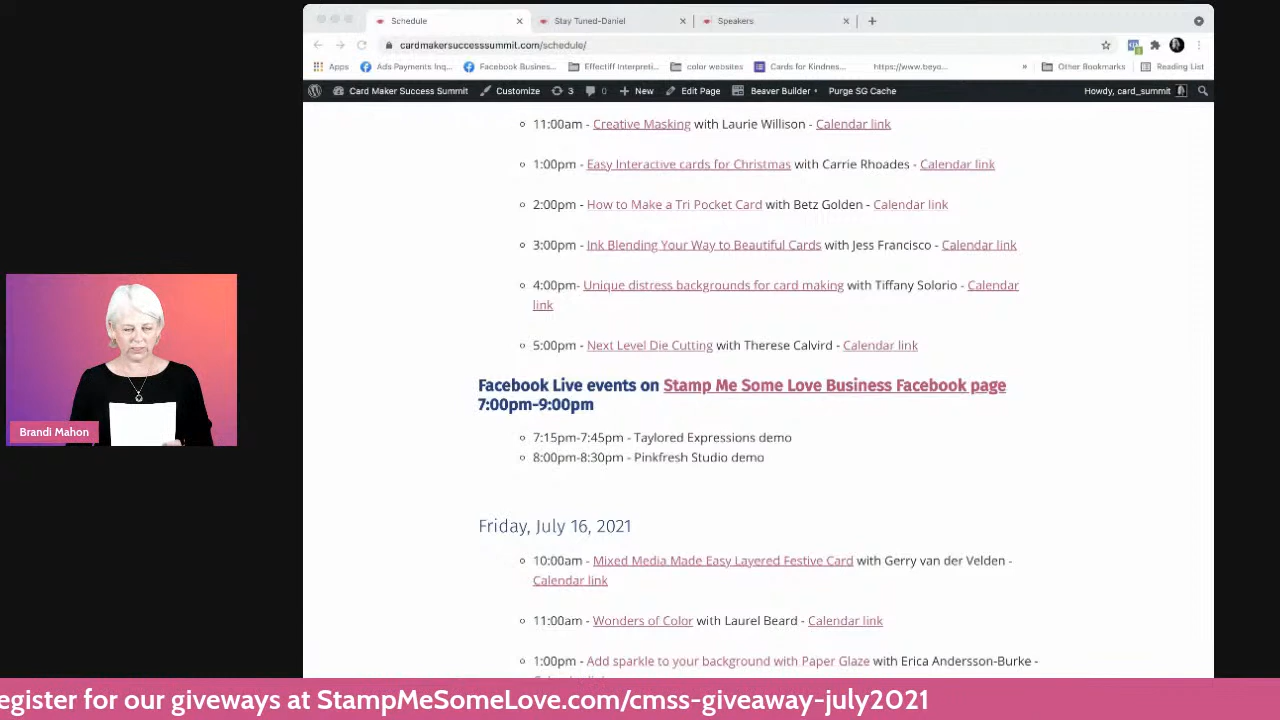 Schedule
Stay Tuned-Daniel
Speakers
cardmakersuccesssummit.com/schedule/
Apps
Ads Payments Inq...
Facebook Busines...
Effectiff Interpreti...
color websites
Cards for Kindnes...
https://www.beyo...
»
Other Bookmarks
Reading List
Card Maker Success Summit
Customize
3
0
New
Edit Page
Beaver Builder
Purge SG Cache
Howdy, card_summit
11:00am - Creative Masking with Laurie Willison - Calendar link
1:00pm - Easy Interactive cards for Christmas with Carrie Rhoades - Calendar link
2:00pm - How to Make a Tri Pocket Card with Betz Golden - Calendar link
3:00pm - Ink Blending Your Way to Beautiful Cards with Jess Francisco - Calendar link
4:00pm- Unique distress backgrounds for card making with Tiffany Solorio - Calendar
link
5:00pm - Next Level Die Cutting with Therese Calvird - Calendar link
Facebook Live events on Stamp Me Some Love Business Facebook page
7:00pm-9:00pm
7:15pm-7:45pm - Taylored Expressions demo
8:00pm-8:30pm - Pinkfresh Studio demo
Friday, July 16, 2021
10:00am - Mixed Media Made Easy Layered Festive Card with Gerry van der Velden -
Calendar link
11:00am - Wonders of Color with Laurel Beard - Calendar link
1:00pm - Add sparkle to your background with Paper Glaze with Erica Andersson-Burke -
Brandi Mahon
egister for our giveways at StampMeSomeLove.com/cmss-giveaway-july2021